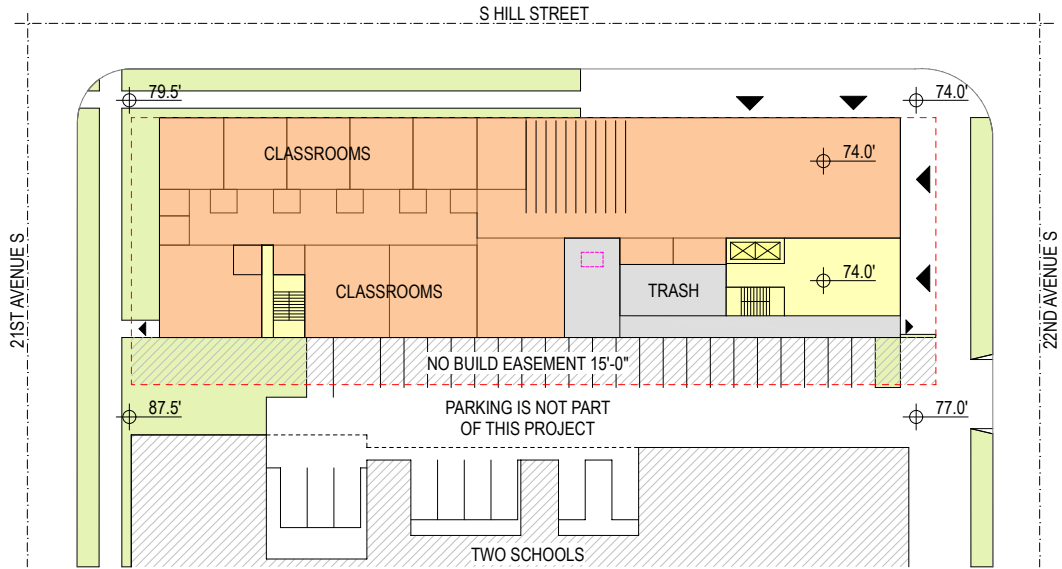 S HILL STREET
79.5'
74.0'
CLASSROOMS
74.0'
21ST AVENUE S
22ND AVENUE S
CLASSROOMS
TRASH
74.0'
NO BUILD EASEMENT 15'-0"
87.5'
PARKING IS NOT PART
OF THIS PROJECT
77.0'
TWO SCHOOLS